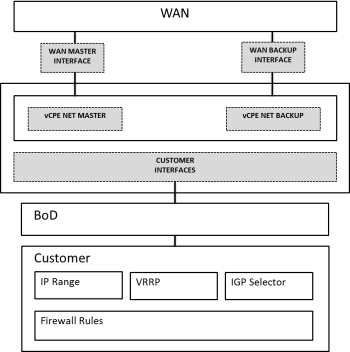 WAN
WAN MASTER
INTERFACE
WAN BACKUP
INTERFACE
vCPE NET MASTER
vCPE NET BACKUP
CUSTOMER
INTERFACES
BoD
Customer
IP Range
VRRP
IGP Selector
Firewall Rules